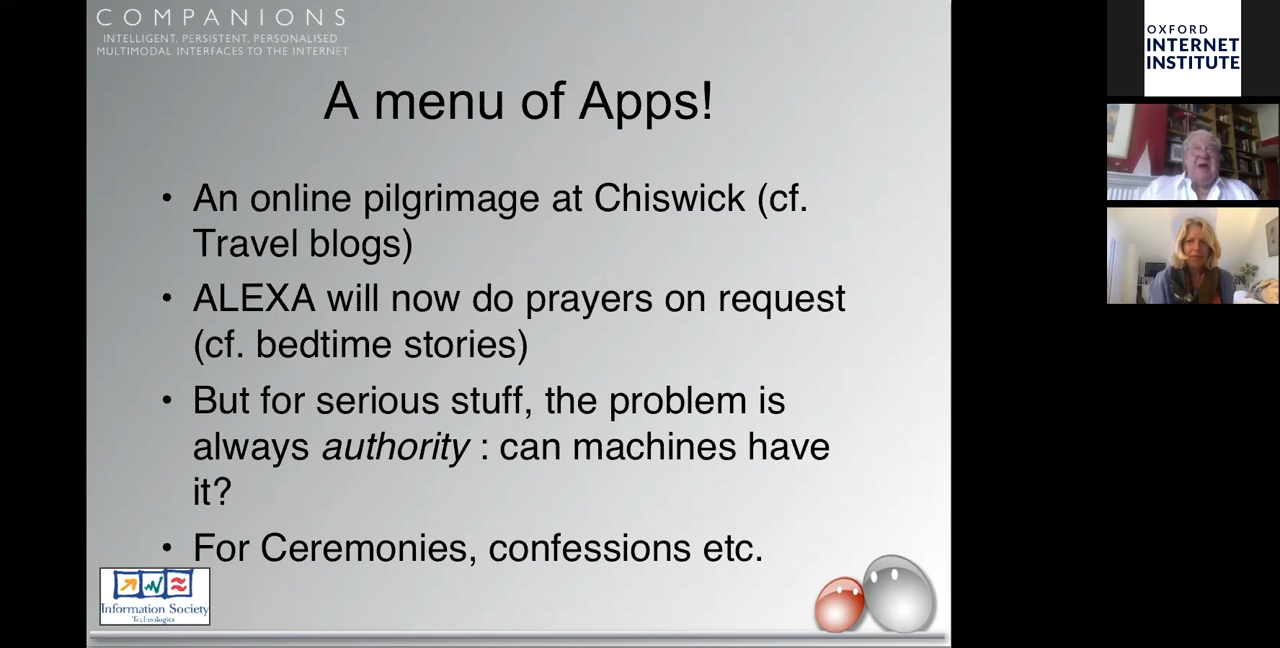 COMPANIONS
INTELLIGENT, PERSISTENT, PERSONALISED
MULTIMODAL INTERFACES TO THE INTERNET
A menu of Apps!
• An online pilgrimage at Chiswick (cf.
Travel blogs)
• ALEXA will now do prayers on request
(cf. bedtime stories)
• But for serious stuff, the problem is
always authority : can machines have
it?
• For Ceremonies, confessions etc.
Information Society
Technologies
OXFORD
INTERNET
INSTITUTE